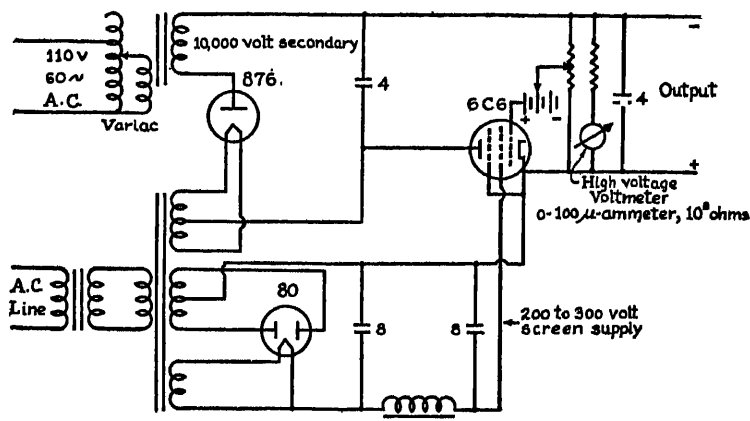 110 v
60 ~
A.C.
Variac
10,000 volt secondary
876.
4
6C6
+
-
-
4
Output
+
High voltage
Voltmeter
0-100 μ-ammeter, 10⁸ ohms
A.C.
Line
80
8
8
200 to 300 volt
screen supply